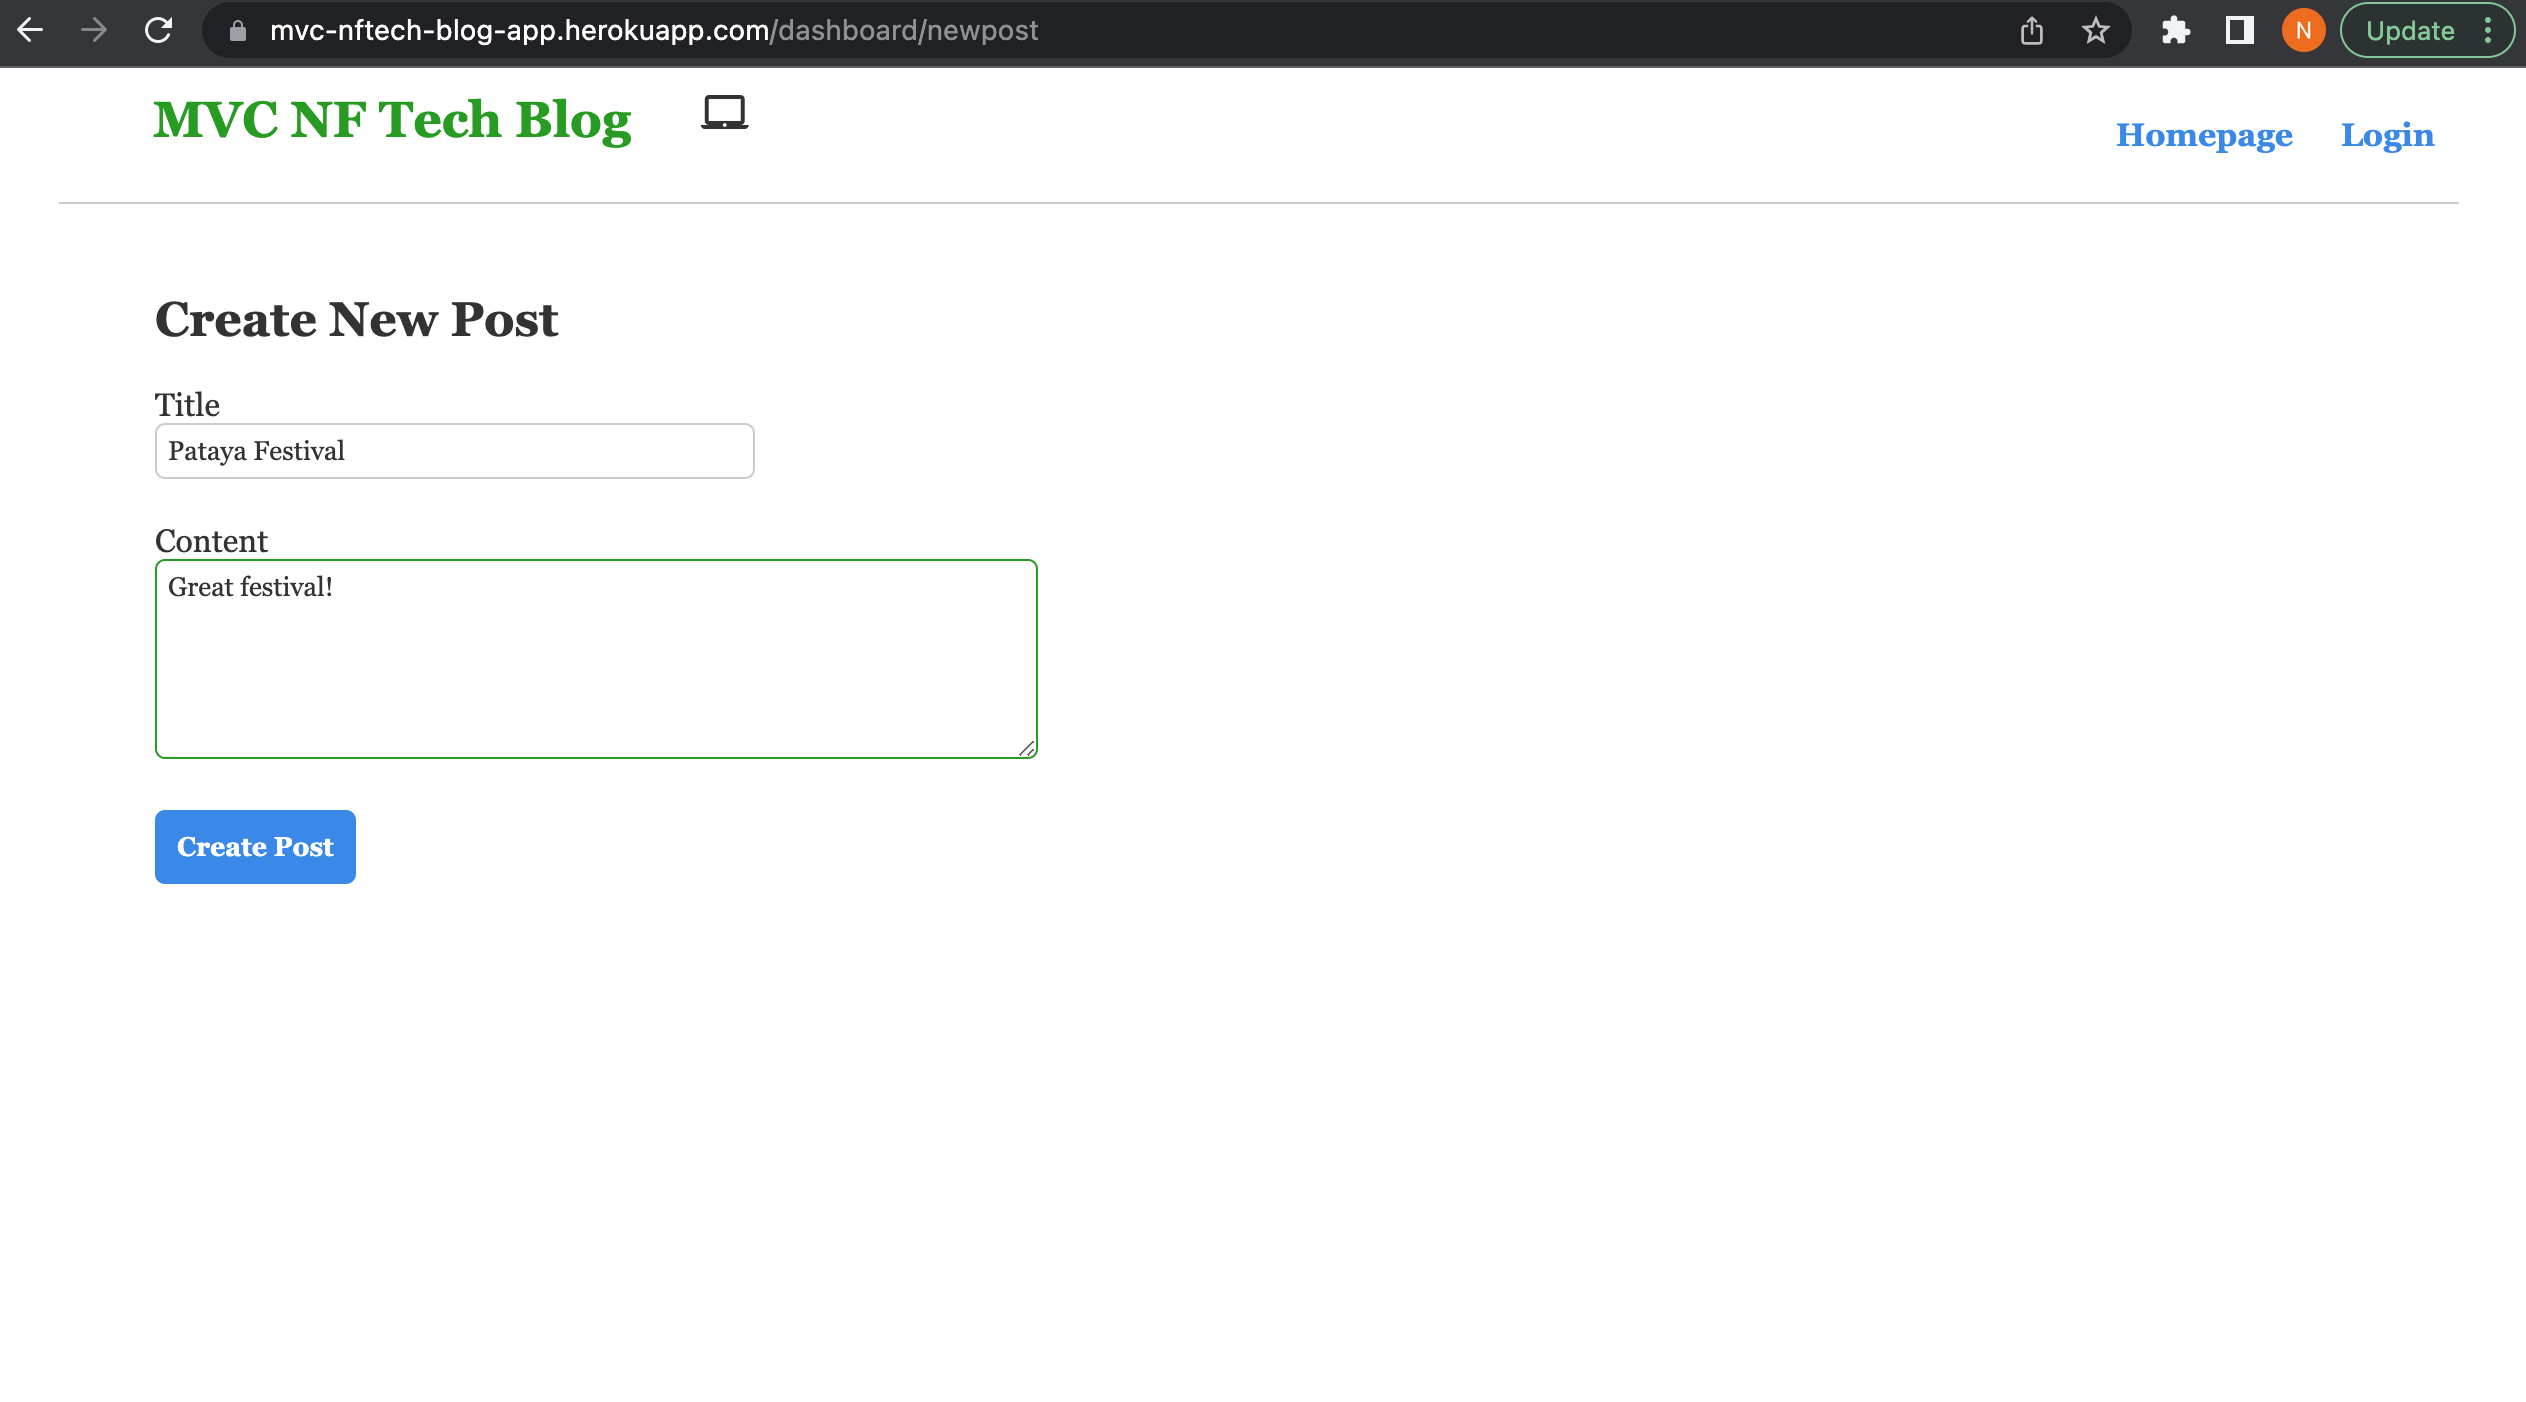 mvc-nftech-blog-app.herokuapp.com/dashboard/newpost
N
Update
MVC NF Tech Blog
Homepage
Login
Create New Post
Title
Pataya Festival
Content
Great festival!
Create Post